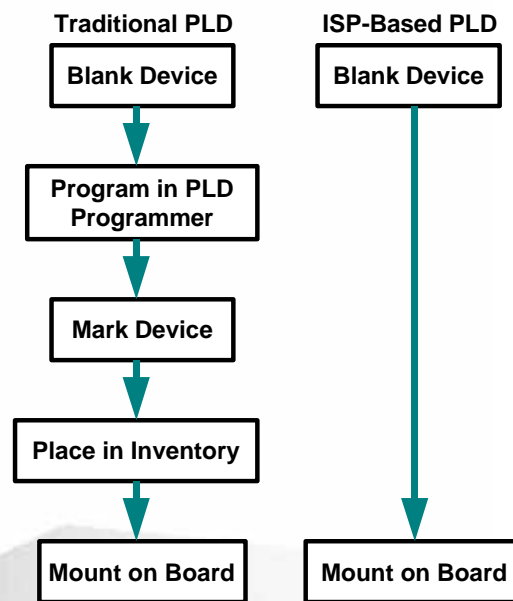 Traditional PLD
Blank Device
Program in PLD
Programmer
Mark Device
Place in Inventory
Mount on Board
ISP-Based PLD
Blank Device
Mount on Board